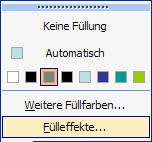 Keine Füllung
Automatisch
Weitere Füllfarben...
Fülleffekte...